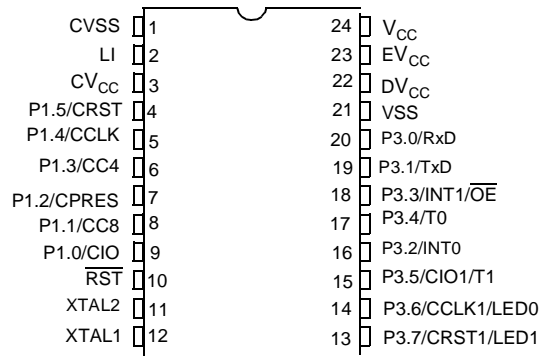 CVSS 1 24 VCC
LI 2 23 EVCC
CVCC 3 22 DVCC
P1.5/CRST 4 21 VSS
P1.4/CCLK 5 20 P3.0/RxD
P1.3/CC4 6 19 P3.1/TxD
P1.2/CPRES 7 18 P3.3/INT1/O̅E̅
P1.1/CC8 8 17 P3.4/T0
P1.0/CIO 9 16 P3.2/INT0
R̅S̅T̅ 10 15 P3.5/CIO1/T1
XTAL2 11 14 P3.6/CCLK1/LED0
XTAL1 12 13 P3.7/CRST1/LED1